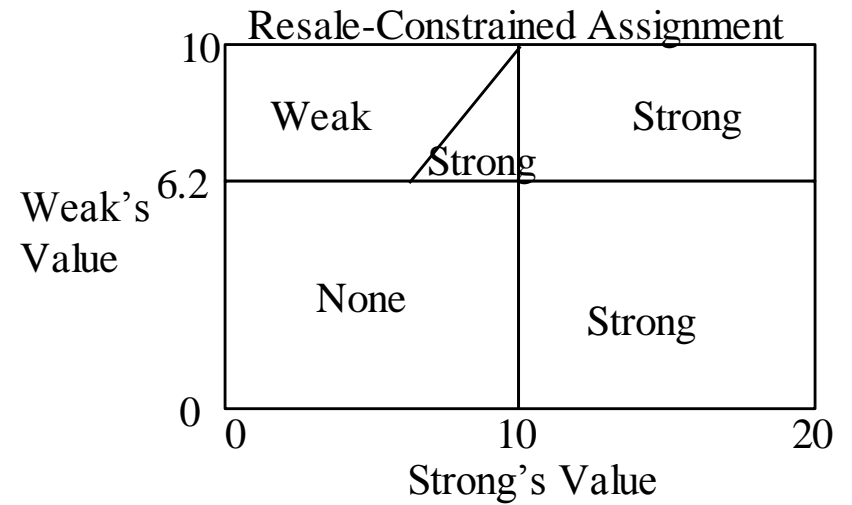 Resale-Constrained Assignment
10
Weak
Strong
Strong
6.2
Weak’s
Value
None
Strong
0
0
10
20
Strong’s Value